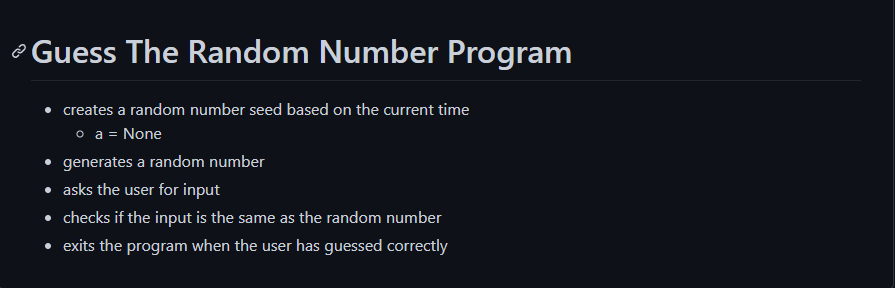 Guess The Random Number Program
creates a random number seed based on the current time
a = None
generates a random number
asks the user for input
checks if the input is the same as the random number
exits the program when the user has guessed correctly